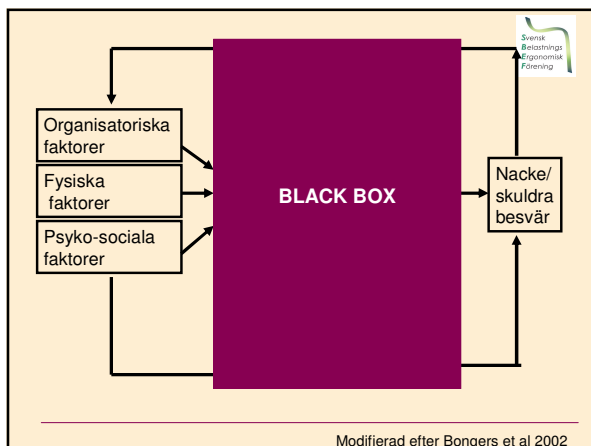 Svensk
Belastnings
Ergonomisk
Förening
Organisatoriska
faktorer
Fysiska
faktorer
Psyko-sociala
faktorer
BLACK BOX
Nacke/
skuldra
besvär
Modifierad efter Bongers et al 2002